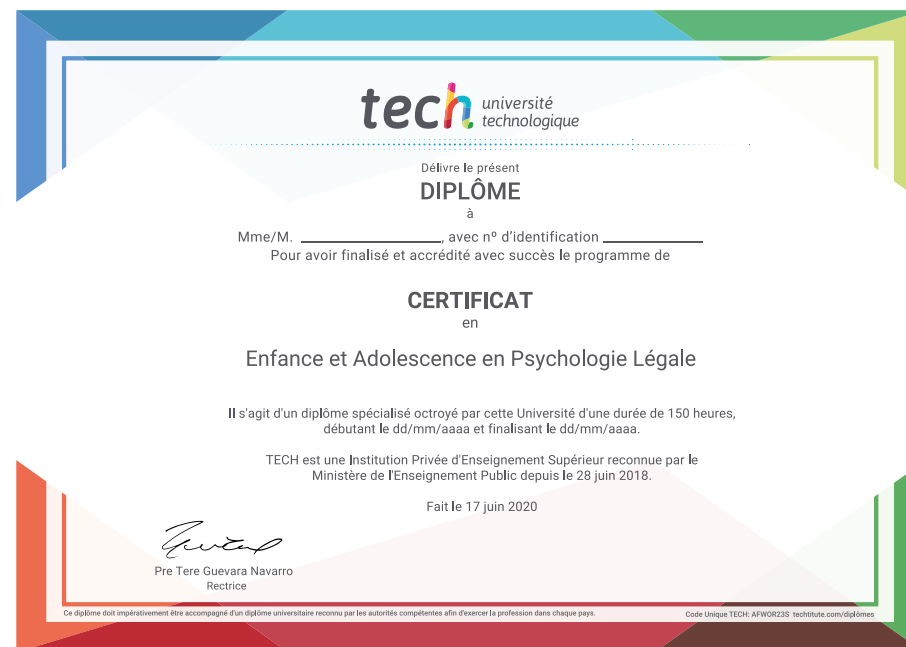 tech université
technologique
Délivre le présent
DIPLÔME
à
Mme/M. ____________________, avec nº d'identification ______________
Pour avoir finalisé et accrédité avec succès le programme de
CERTIFICAT
en
Enfance et Adolescence en Psychologie Légale
Il s'agit d'un diplôme spécialisé octroyé par cette Université d'une durée de 150 heures,
débutant le dd/mm/aaaa et finalisant le dd/mm/aaaa.
TECH est une Institution Privée d'Enseignement Supérieur reconnue par le
Ministère de l'Enseignement Public depuis le 28 juin 2018.
Fait le 17 juin 2020
Pre Tere Guevara Navarro
Rectrice
Ce diplôme doit impérativement être accompagné d'un diplôme universitaire reconnu par les autorités compétentes afin d'exercer la profession dans chaque pays.
Code Unique TECH: AFWOR23S techtitute.com/diplômes